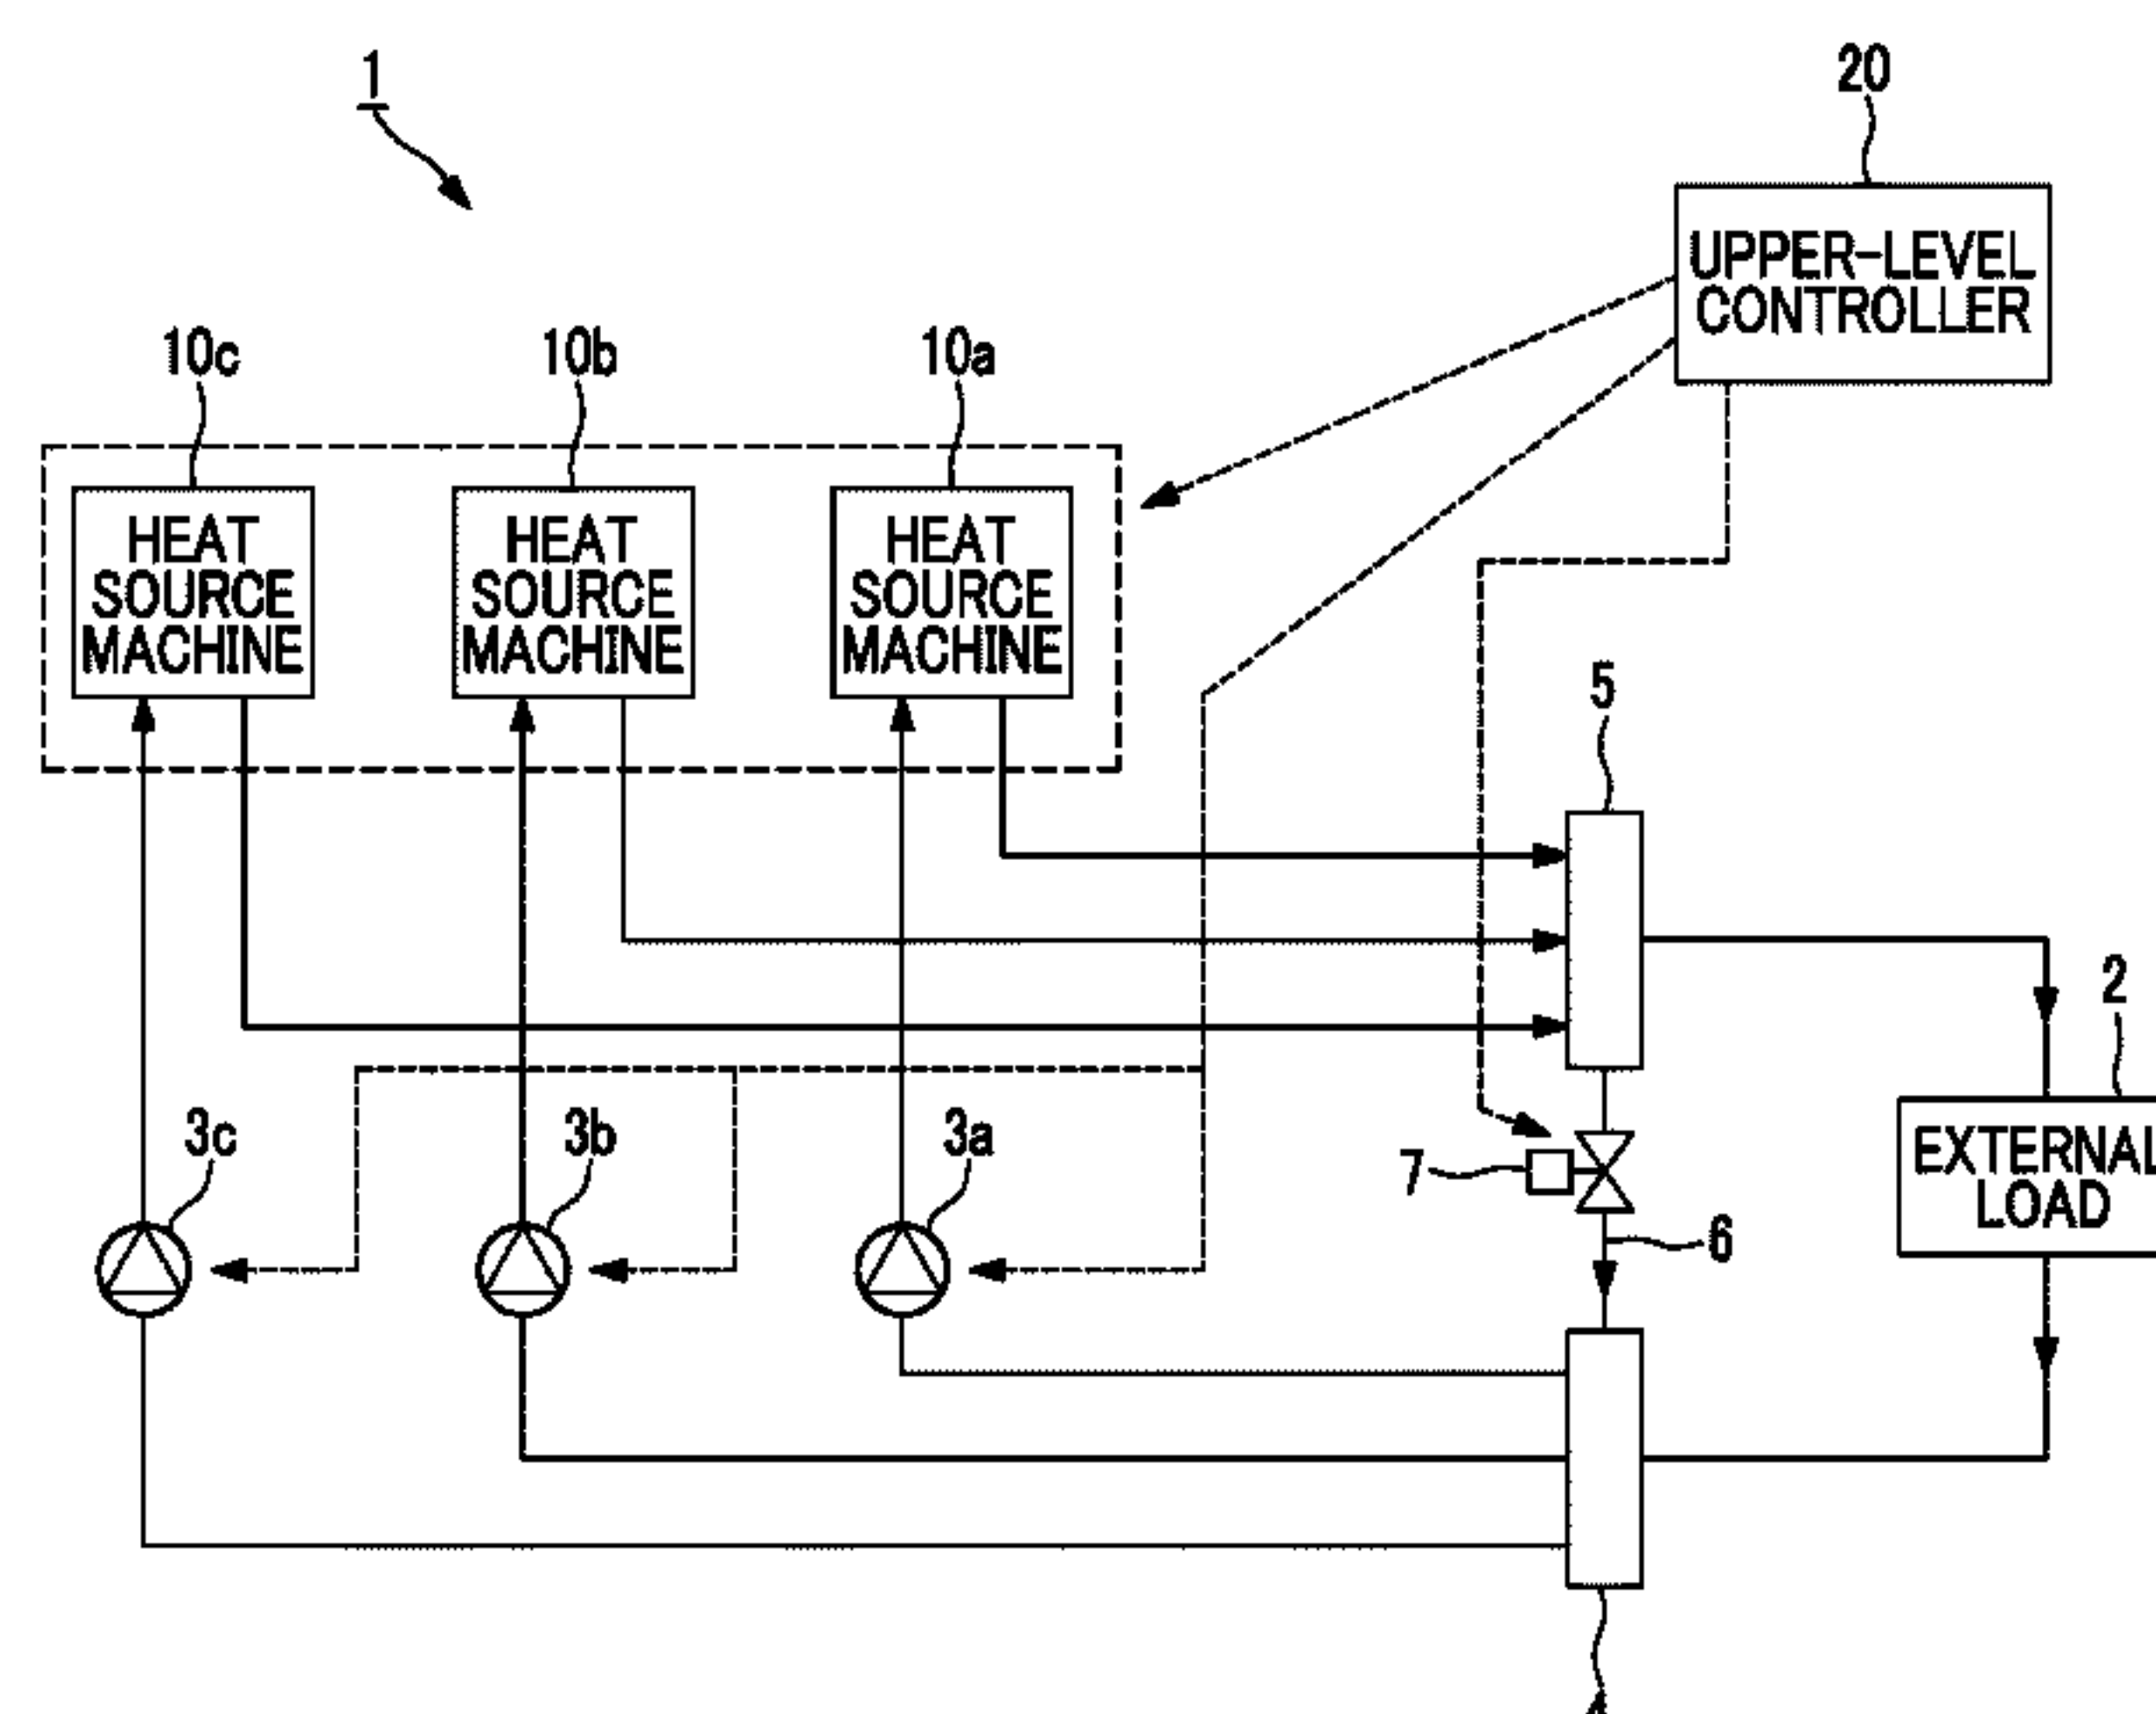 1
20
UPPER-LEVEL
CONTROLLER
10c
10b
10a
HEAT
SOURCE
MACHINE
HEAT
SOURCE
MACHINE
HEAT
SOURCE
MACHINE
5
2
EXTERNAL
LOAD
3c
3b
3a
7
6